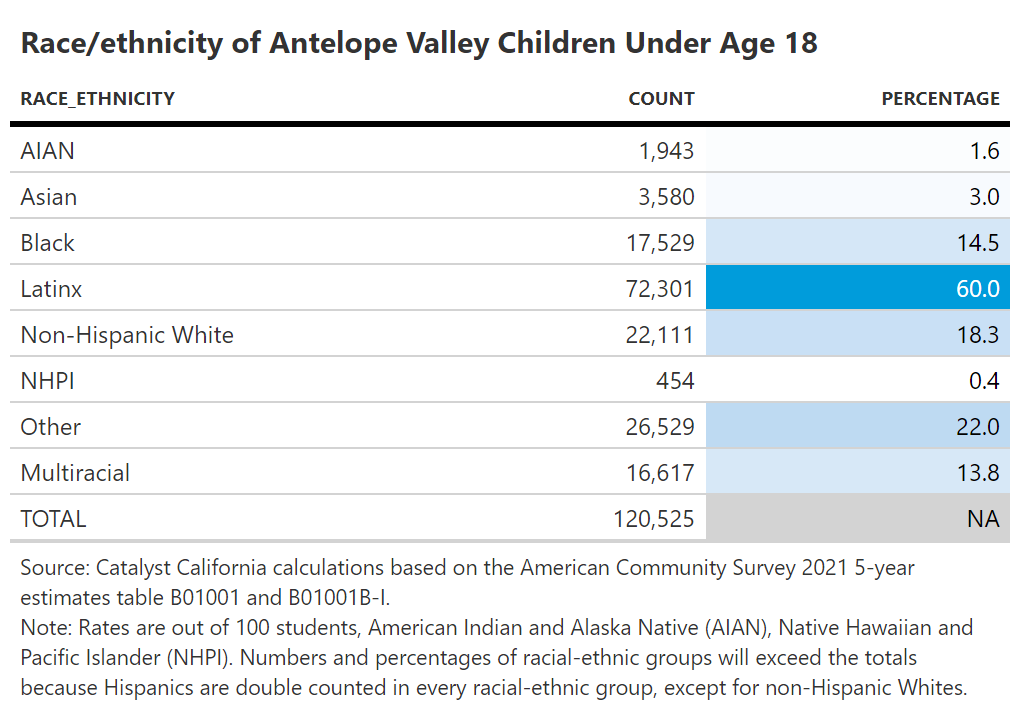 Race/ethnicity of Antelope Valley Children Under Age 18
RACE_ETHNICITY COUNT PERCENTAGE
AIAN 1,943 1.6
Asian 3,580 3.0
Black 17,529 14.5
Latinx 72,301 60.0
Non-Hispanic White 22,111 18.3
NHPI 454 0.4
Other 26,529 22.0
Multiracial 16,617 13.8
TOTAL 120,525 NA
Source: Catalyst California calculations based on the American Community Survey 2021 5-year
estimates table B01001 and B01001B-I.
Note: Rates are out of 100 students, American Indian and Alaska Native (AIAN), Native Hawaiian and
Pacific Islander (NHPI). Numbers and percentages of racial-ethnic groups will exceed the totals
because Hispanics are double counted in every racial-ethnic group, except for non-Hispanic Whites.